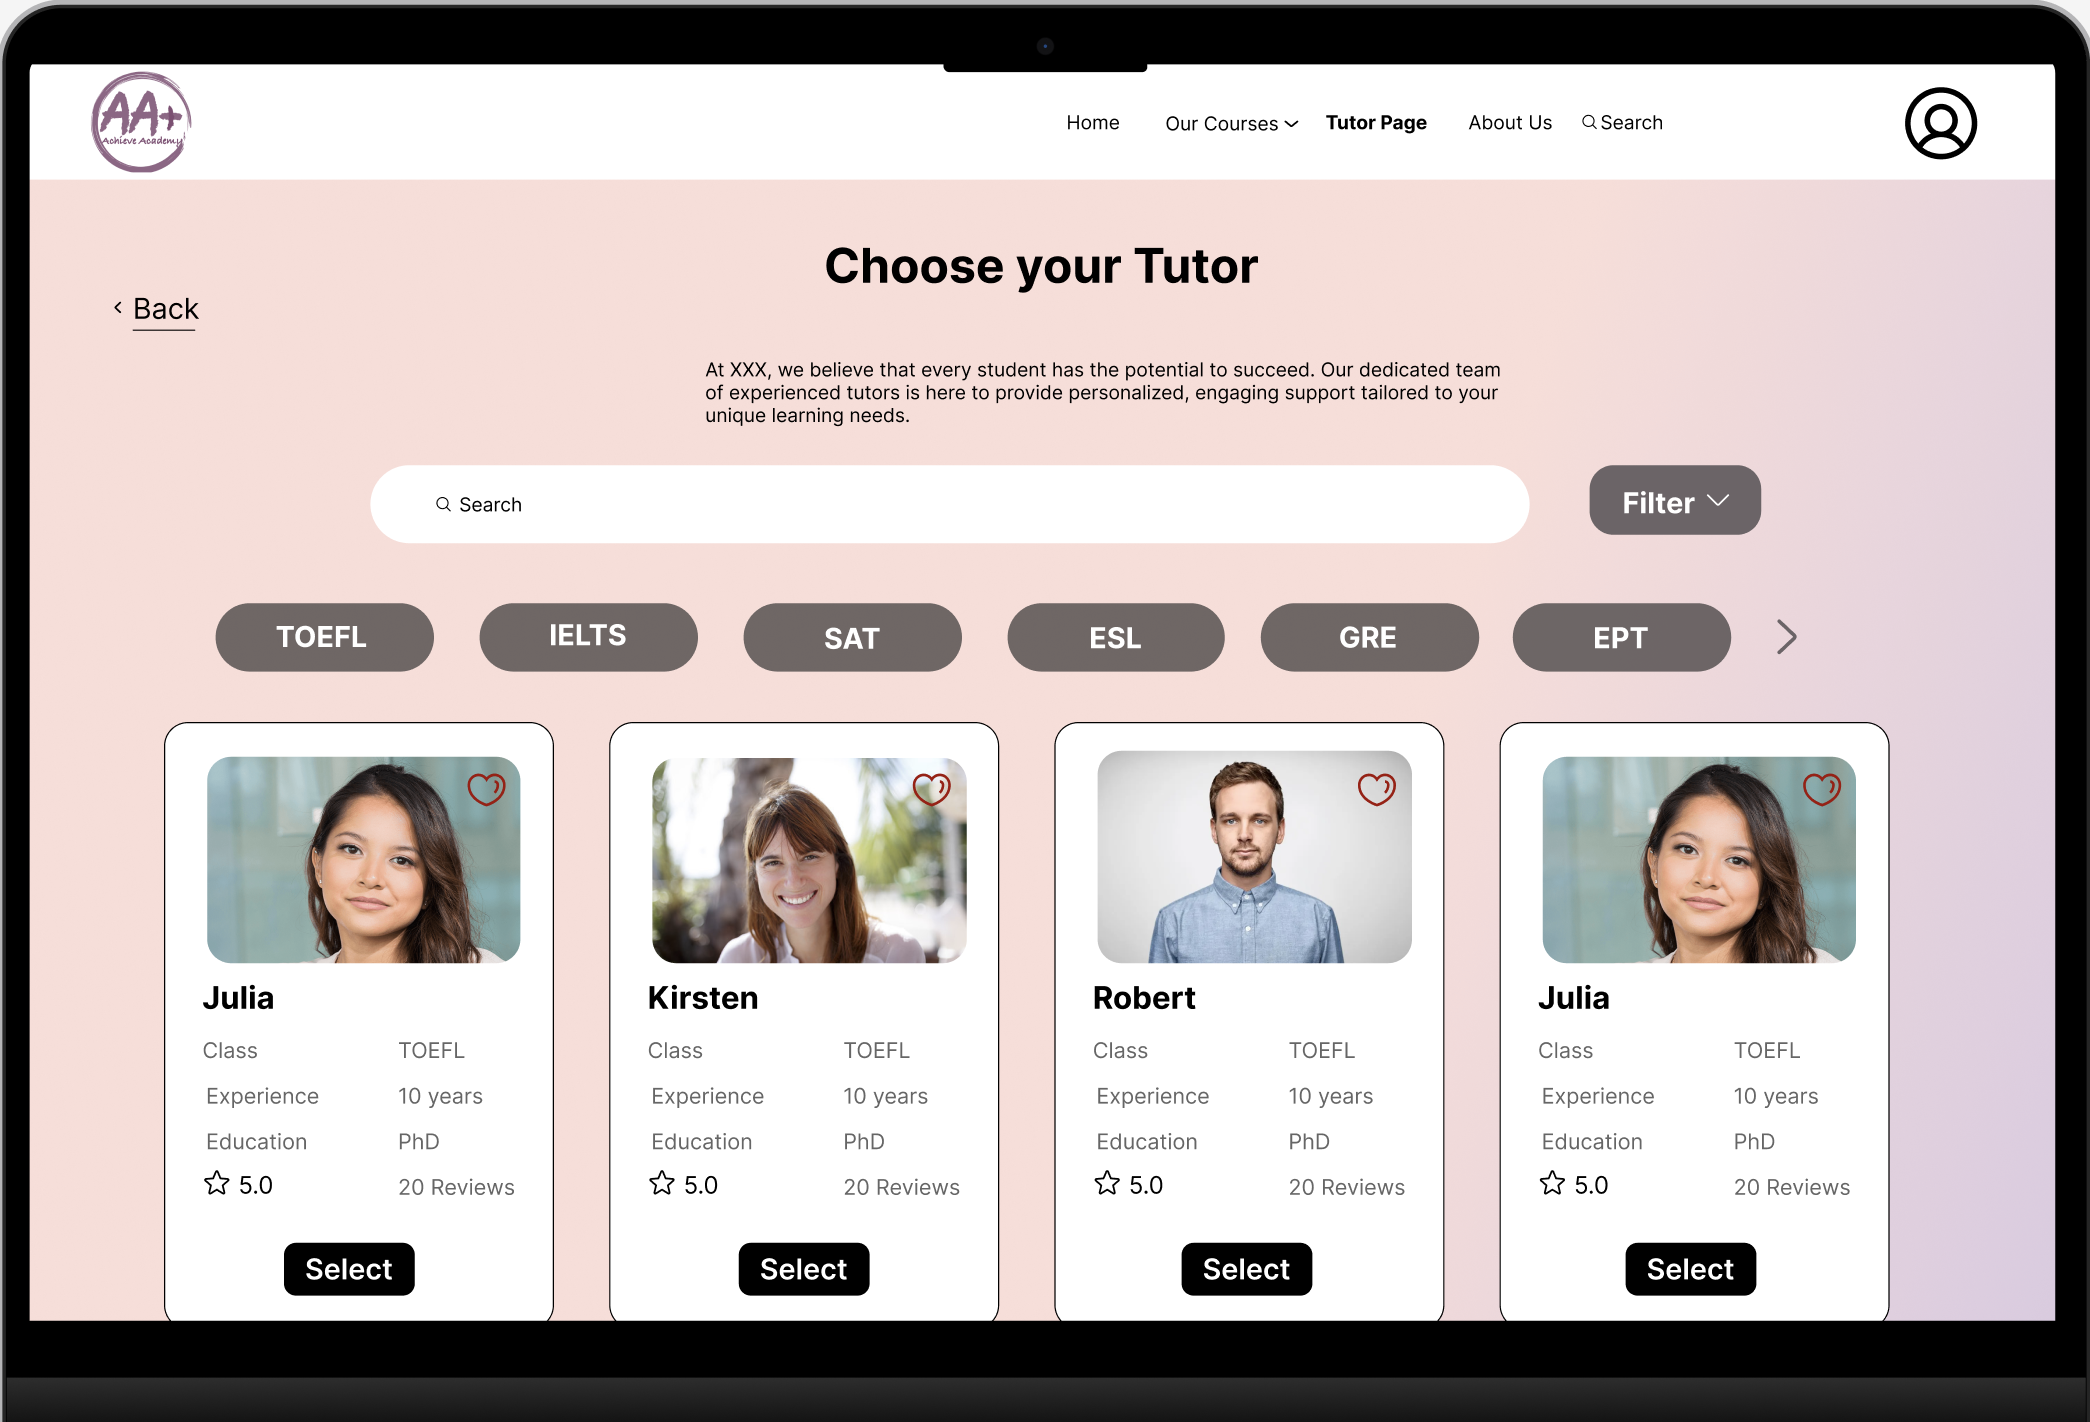 AA+
Achieve Academy
Home Our Courses Tutor Page About Us Search
Choose your Tutor
Back
At XXX, we believe that every student has the potential to succeed. Our dedicated team
of experienced tutors is here to provide personalized, engaging support tailored to your
unique learning needs.
Search
Filter
TOEFL IELTS SAT ESL GRE EPT
Julia
Class TOEFL
Experience 10 years
Education PhD
5.0 20 Reviews
Select
Kirsten
Class TOEFL
Experience 10 years
Education PhD
5.0 20 Reviews
Select
Robert
Class TOEFL
Experience 10 years
Education PhD
5.0 20 Reviews
Select
Julia
Class TOEFL
Experience 10 years
Education PhD
5.0 20 Reviews
Select